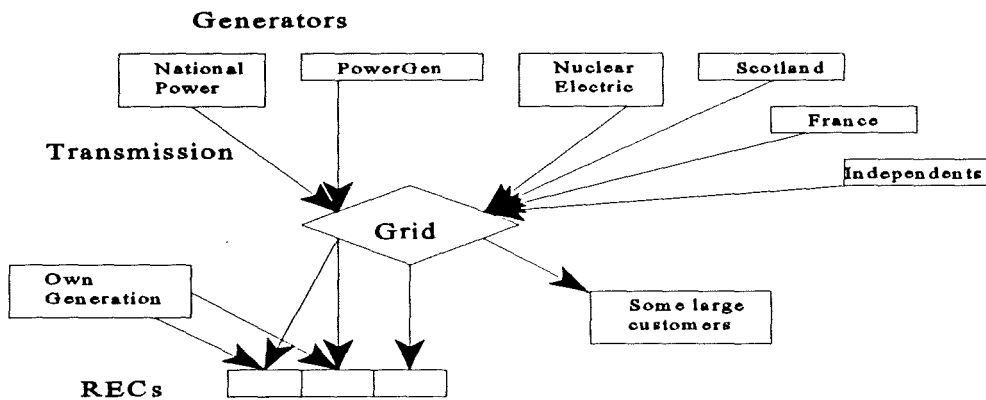 Generators
National
Power
PowerGen
Nuclear
Electric
Scotland
France
Transmission
Independents
Grid
Own
Generation
Some large
customers
RECs